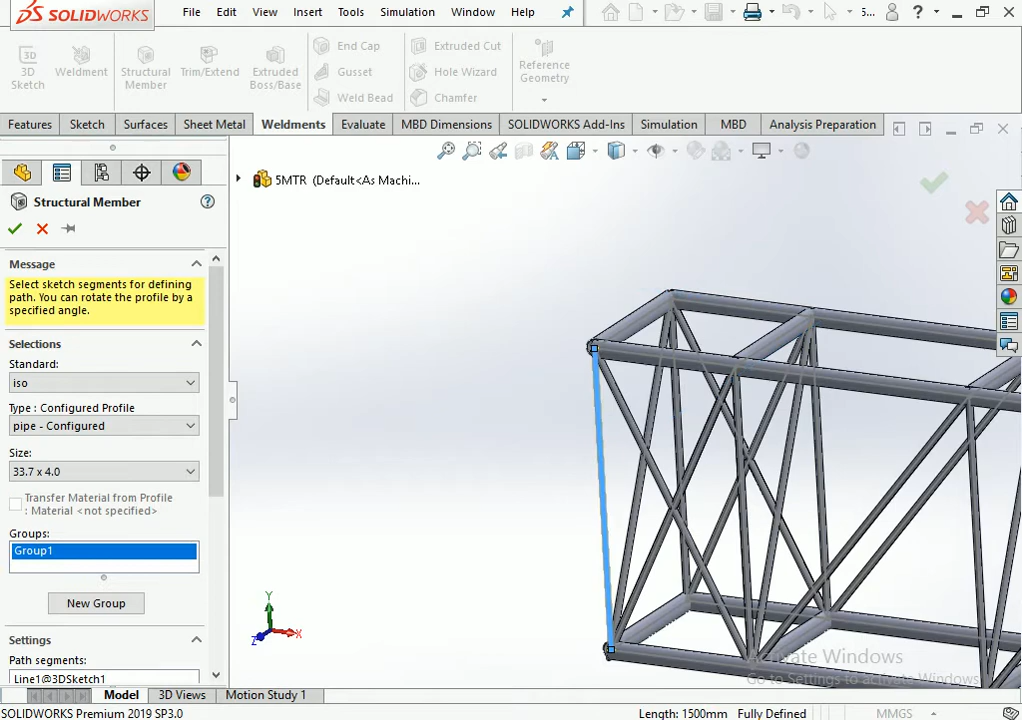 SOLIDWORKS File Edit View Insert Tools Simulation Window Help 5... ?
3D
Sketch
Weldment
Structural
Member
Trim/Extend
Extruded
Boss/Base
End Cap
Gusset
Weld Bead
Extruded Cut
Hole Wizard
Chamfer
Reference
Geometry
Features Sketch Surfaces Sheet Metal Weldments Evaluate MBD Dimensions SOLIDWORKS Add-Ins Simulation MBD Analysis Preparation
5MTR (Default<As Machi...
Structural Member
Message
Select sketch segments for defining
path. You can rotate the profile by a
specified angle.
Selections
Standard:
iso
Type : Configured Profile
pipe - Configured
Size:
33.7 x 4.0
Transfer Material from Profile
: Material <not specified>
Groups:
Group1
New Group
Settings
Path segments:
Line1@3DSketch1
Y
X
Z
Activate Windows
Go to Settings to activate Windows.
Model 3D Views Motion Study 1
SOLIDWORKS Premium 2019 SP3.0 Length: 1500mm Fully Defined MMGS